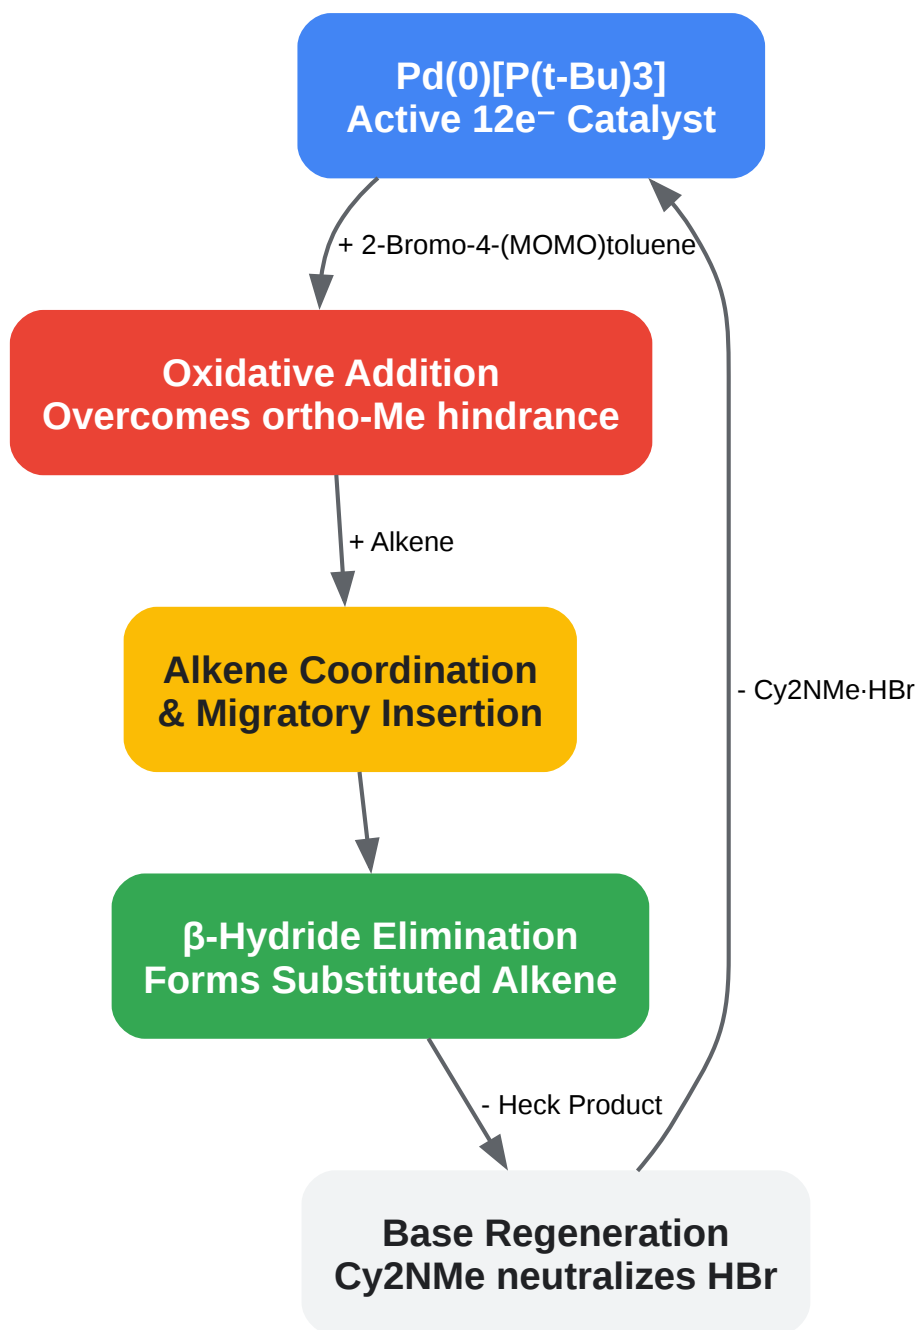 Pd(0)[P(t-Bu)3]
Active 12e⁻ Catalyst
+ 2-Bromo-4-(MOMO)toluene
Oxidative Addition
Overcomes ortho-Me hindrance
+ Alkene
Alkene Coordination
& Migratory Insertion
- Cy2NMe·HBr
β-Hydride Elimination
Forms Substituted Alkene
- Heck Product
Base Regeneration
Cy2NMe neutralizes HBr